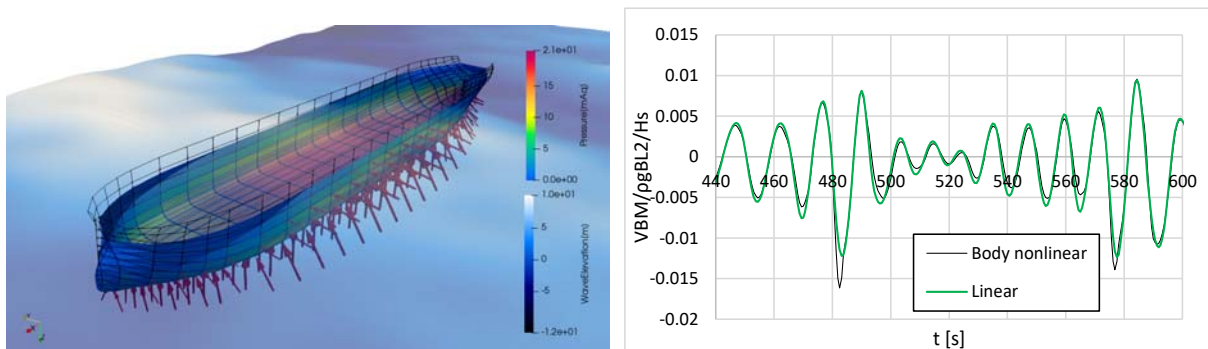 2.1e+01
15
10
5
0.0e+00
Pressure(mAq)
1.0e+01
5
0
-5
-1.2e+01
WaveElevation(m)
0.015
0.01
0.005
0
-0.005
-0.01
-0.015
-0.02
VBM/ρgBL2/Hs
440 460 480 500 520 540 560 580 600
Body nonlinear
Linear
t [s]